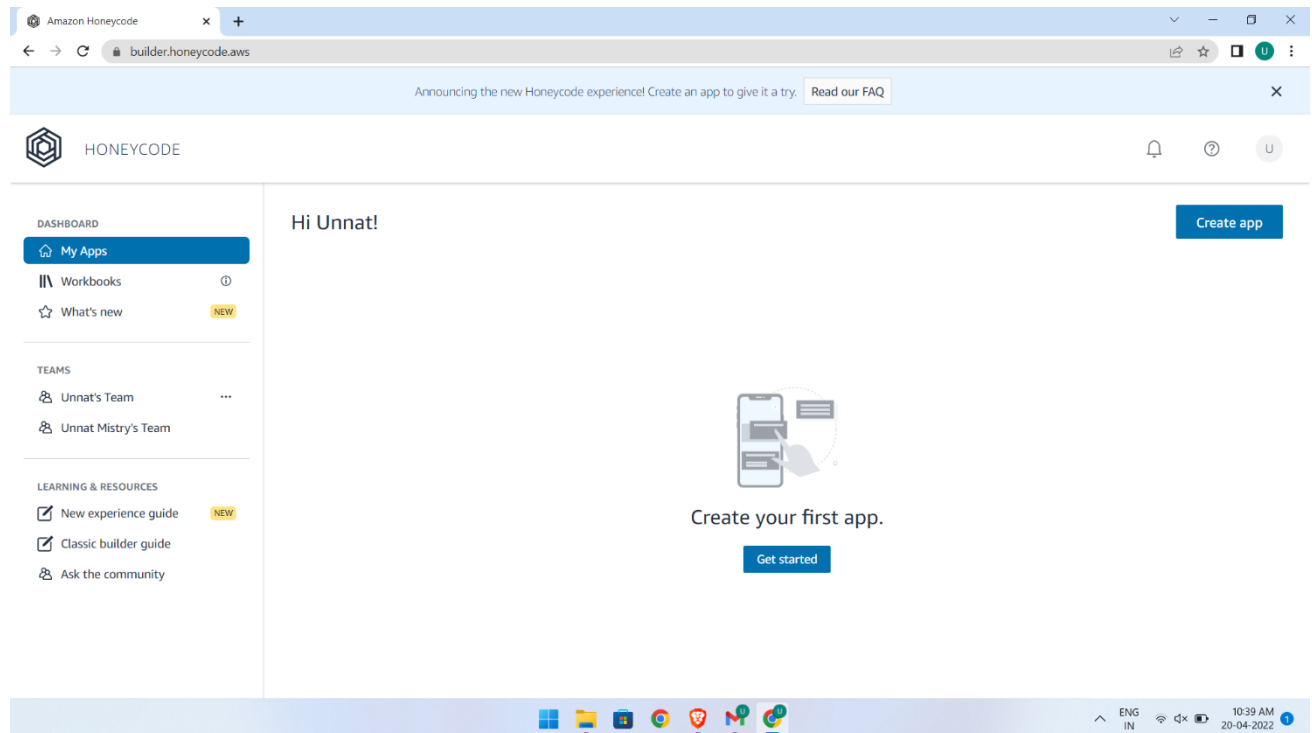 Amazon Honeycode
builder.honeycode.aws
Announcing the new Honeycode experience! Create an app to give it a try. Read our FAQ
HONEYCODE
U
DASHBOARD
My Apps
Workbooks
What's new NEW
TEAMS
Unnat's Team
Unnat Mistry's Team
LEARNING & RESOURCES
New experience guide NEW
Classic builder guide
Ask the community
Hi Unnat!
Create app
Create your first app.
Get started
ENG
IN
10:39 AM
20-04-2022
1